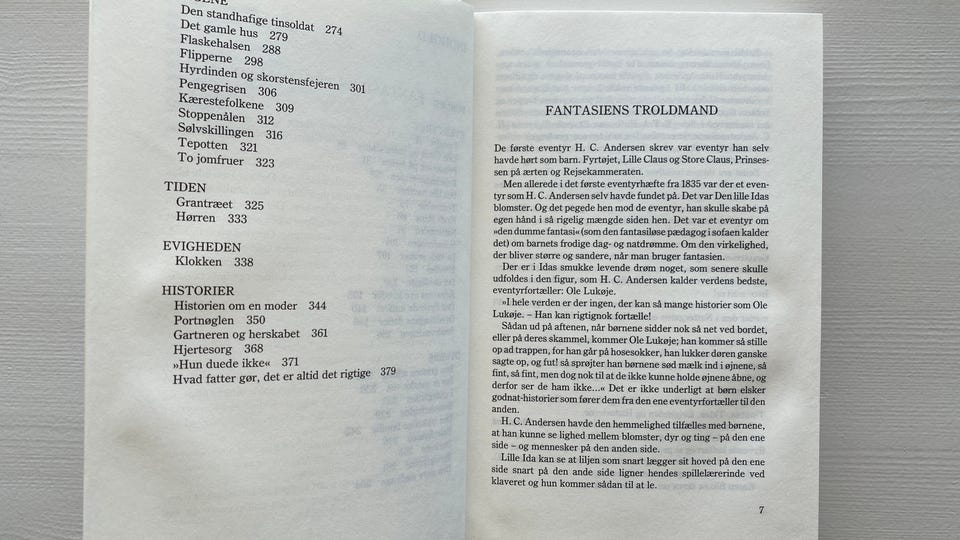 Den standhafige tinsoldat 274
Det gamle hus 279
Flaskehalsen 288
Flipperne 298
Hyrdinden og skorstensfejeren 301
Pengegrisen 306
Kærestefolkene 309
Stoppenålen 312
Sølvskillingen 316
Tepotten 321
To jomfruer 323
TIDEN
Grantræet 325
Hørren 333
EVIGHEDEN
Klokken 338
HISTORIER
Historien om en moder 344
Portnøglen 350
Gartneren og herskabet 361
Hjertesorg 368
»Hun duede ikke« 371
Hvad fatter gør, det er altid det rigtige 379
FANTASIENS TROLDMAND
De første eventyr H. C. Andersen skrev var eventyr han selv
havde hørt som barn. Fyrtøjet, Lille Claus og Store Claus, Prinses-
sen på ærten og Rejsekammeraten.
Men allerede i det første eventyrhæfte fra 1835 var der et even-
tyr som H. C. Andersen selv havde fundet på. Det var Den lille Idas
blomster. Og det pegede hen mod de eventyr, han skulle skabe på
egen hånd i så rigelig mængde siden hen. Det var et eventyr om
»den dumme fantasi« (som den fantasiløse pædagog i sofaen kalder
det) om barnets frodige dag- og natdrømme. Om den virkelighed,
der bliver større og sandere, når man bruger fantasien.
Der er i Idas smukke levende drøm noget, som senere skulle
udfoldes i den figur, som H. C. Andersen kalder verdens bedste,
eventyrfortæller: Ole Lukøje.
»I hele verden er der ingen, der kan så mange historier som Ole
Lukøje. – Han kan rigtignok fortælle!
Sådan ud på aftenen, når børnene sidder nok så net ved bordet,
eller på deres skammel, kommer Ole Lukøje; han kommer så stille
op ad trappen, for han går på hosesokker, han lukker døren ganske
sagte op, og fut! så sprøjter han børnene sød mælk ind i øjnene, så
fint, så fint, men dog nok til at de ikke kunne holde øjnene åbne, og
derfor ser de ham ikke...« Det er ikke underligt at børn elsker
godnat-historier som fører dem fra den ene eventyrfortæller til den
anden.
H. C. Andersen havde den hemmelighed tilfælles med børnene,
at han kunne se lighed mellem blomster, dyr og ting – på den ene
side – og mennesker på den anden side.
Lille Ida kan se at liljen som snart lægger sit hoved på den ene
side snart på den ande side ligner hendes spillelærerinde ved
klaveret og hun kommer sådan til at le.
7